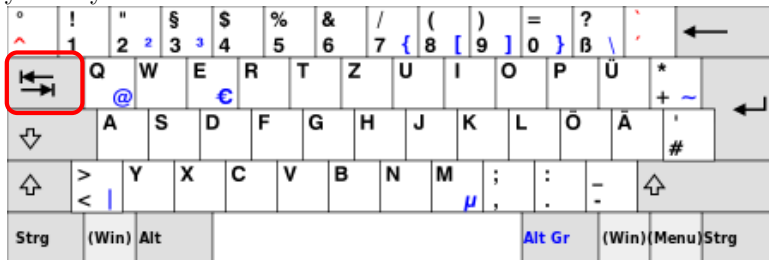 ° ! " § $ % & / ( ) = ? `
^ 1 2 ² 3 ³ 4 5 6 7 { 8 [ 9 ] 0 } ß \ ´
Q W E R T Z U I O P Ü *
@ € + ~
A S D F G H J K L Ö Ä '
#
> Y X C V B N M ; : _
< | µ , . -
Strg (Win) Alt Alt Gr (Win) (Menu) Strg